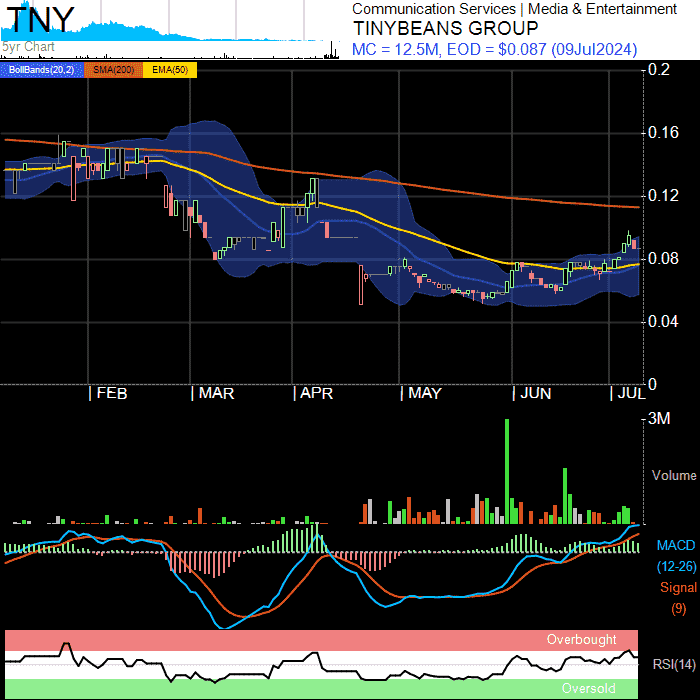 TNY
Communication Services | Media & Entertainment
TINYBEANS GROUP
5yr Chart
MC = 12.5M, EOD = $0.087 (09Jul2024)
BollBands(20,2) SMA(200) EMA(50)
0.2
0.16
0.12
0.08
0.04
0
| FEB | MAR | APR | MAY | JUN | JUL
3M
Volume
MACD
(12-26)
Signal
(9)
Overbought
RSI(14)
Oversold